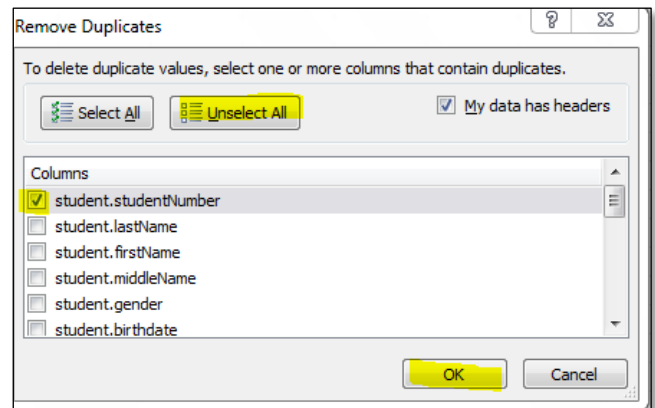 Remove Duplicates
To delete duplicate values, select one or more columns that contain duplicates.
Select All Unselect All My data has headers
Columns
student.studentNumber
student.lastName
student.firstName
student.middleName
student.gender
student.birthdate
OK Cancel